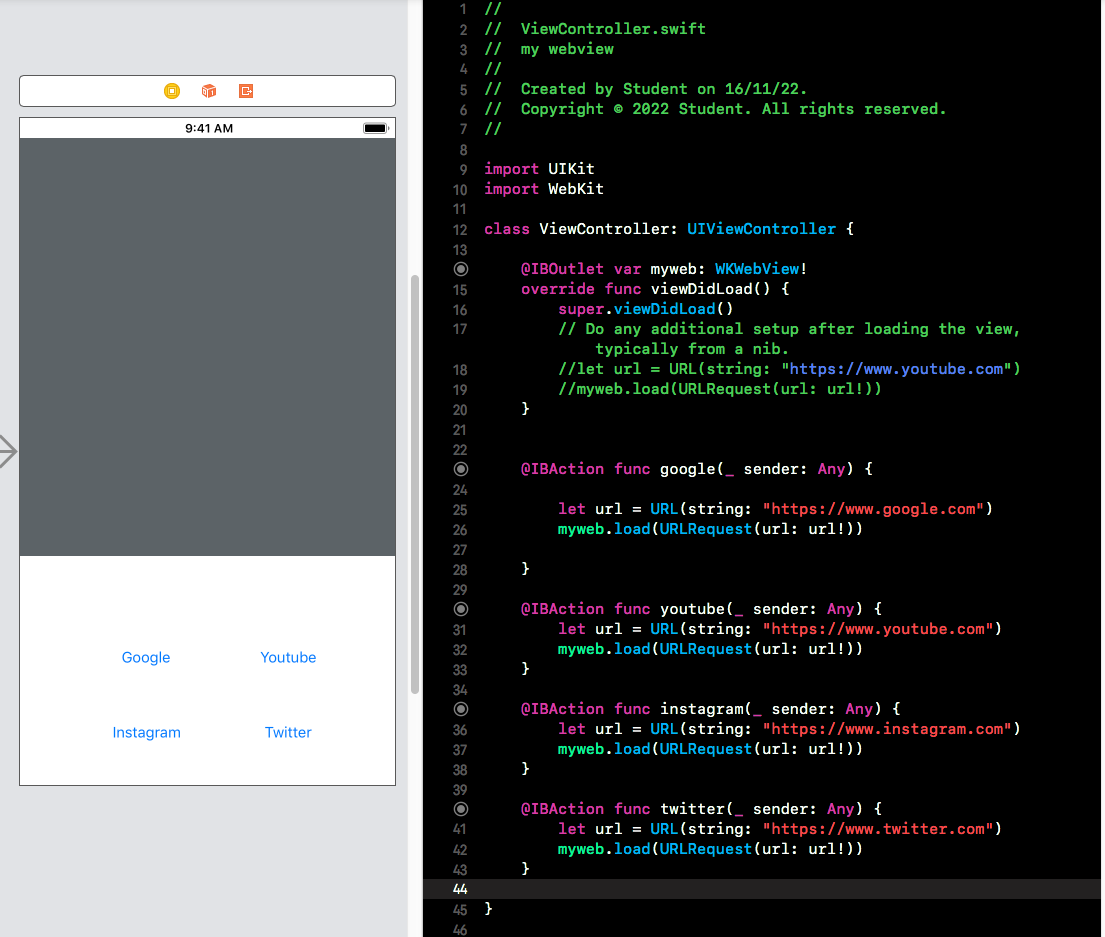 9:41 AM
Google Youtube
Instagram Twitter
1 //
2 //  ViewController.swift
3 //  my webview
4 //
5 //  Created by Student on 16/11/22.
6 //  Copyright © 2022 Student. All rights reserved.
7 //
8
9 import UIKit
10 import WebKit
11
12 class ViewController: UIViewController {
13
    @IBOutlet var myweb: WKWebView!
15     override func viewDidLoad() {
16         super.viewDidLoad()
17         // Do any additional setup after loading the view,
            typically from a nib.
18         //let url = URL(string: "https://www.youtube.com")
19         //myweb.load(URLRequest(url: url!))
20     }
21
22
    @IBAction func google(_ sender: Any) {
24
25         let url = URL(string: "https://www.google.com")
26         myweb.load(URLRequest(url: url!))
27
28     }
29
    @IBAction func youtube(_ sender: Any) {
31         let url = URL(string: "https://www.youtube.com")
32         myweb.load(URLRequest(url: url!))
33     }
34
    @IBAction func instagram(_ sender: Any) {
36         let url = URL(string: "https://www.instagram.com")
37         myweb.load(URLRequest(url: url!))
38     }
39
    @IBAction func twitter(_ sender: Any) {
41         let url = URL(string: "https://www.twitter.com")
42         myweb.load(URLRequest(url: url!))
43     }
44
45 }
46